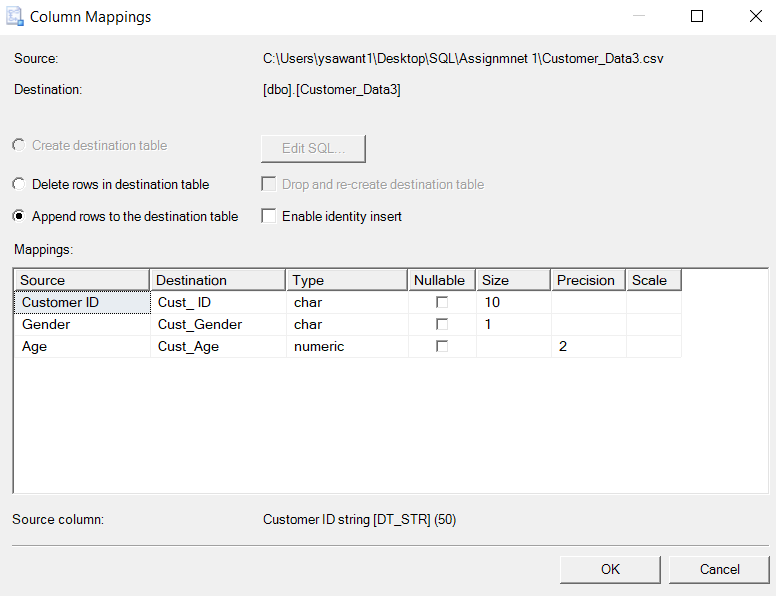 Column Mappings
Source: C:\Users\ysawant1\Desktop\SQL\Assignmnet 1\Customer_Data3.csv
Destination: [dbo].[Customer_Data3]
Create destination table Edit SQL...
Delete rows in destination table Drop and re-create destination table
Append rows to the destination table Enable identity insert
Mappings:
Source Destination Type Nullable Size Precision Scale
Customer ID Cust_ ID char 10
Gender Cust_Gender char 1
Age Cust_Age numeric 2
Source column: Customer ID string [DT_STR] (50)
OK Cancel